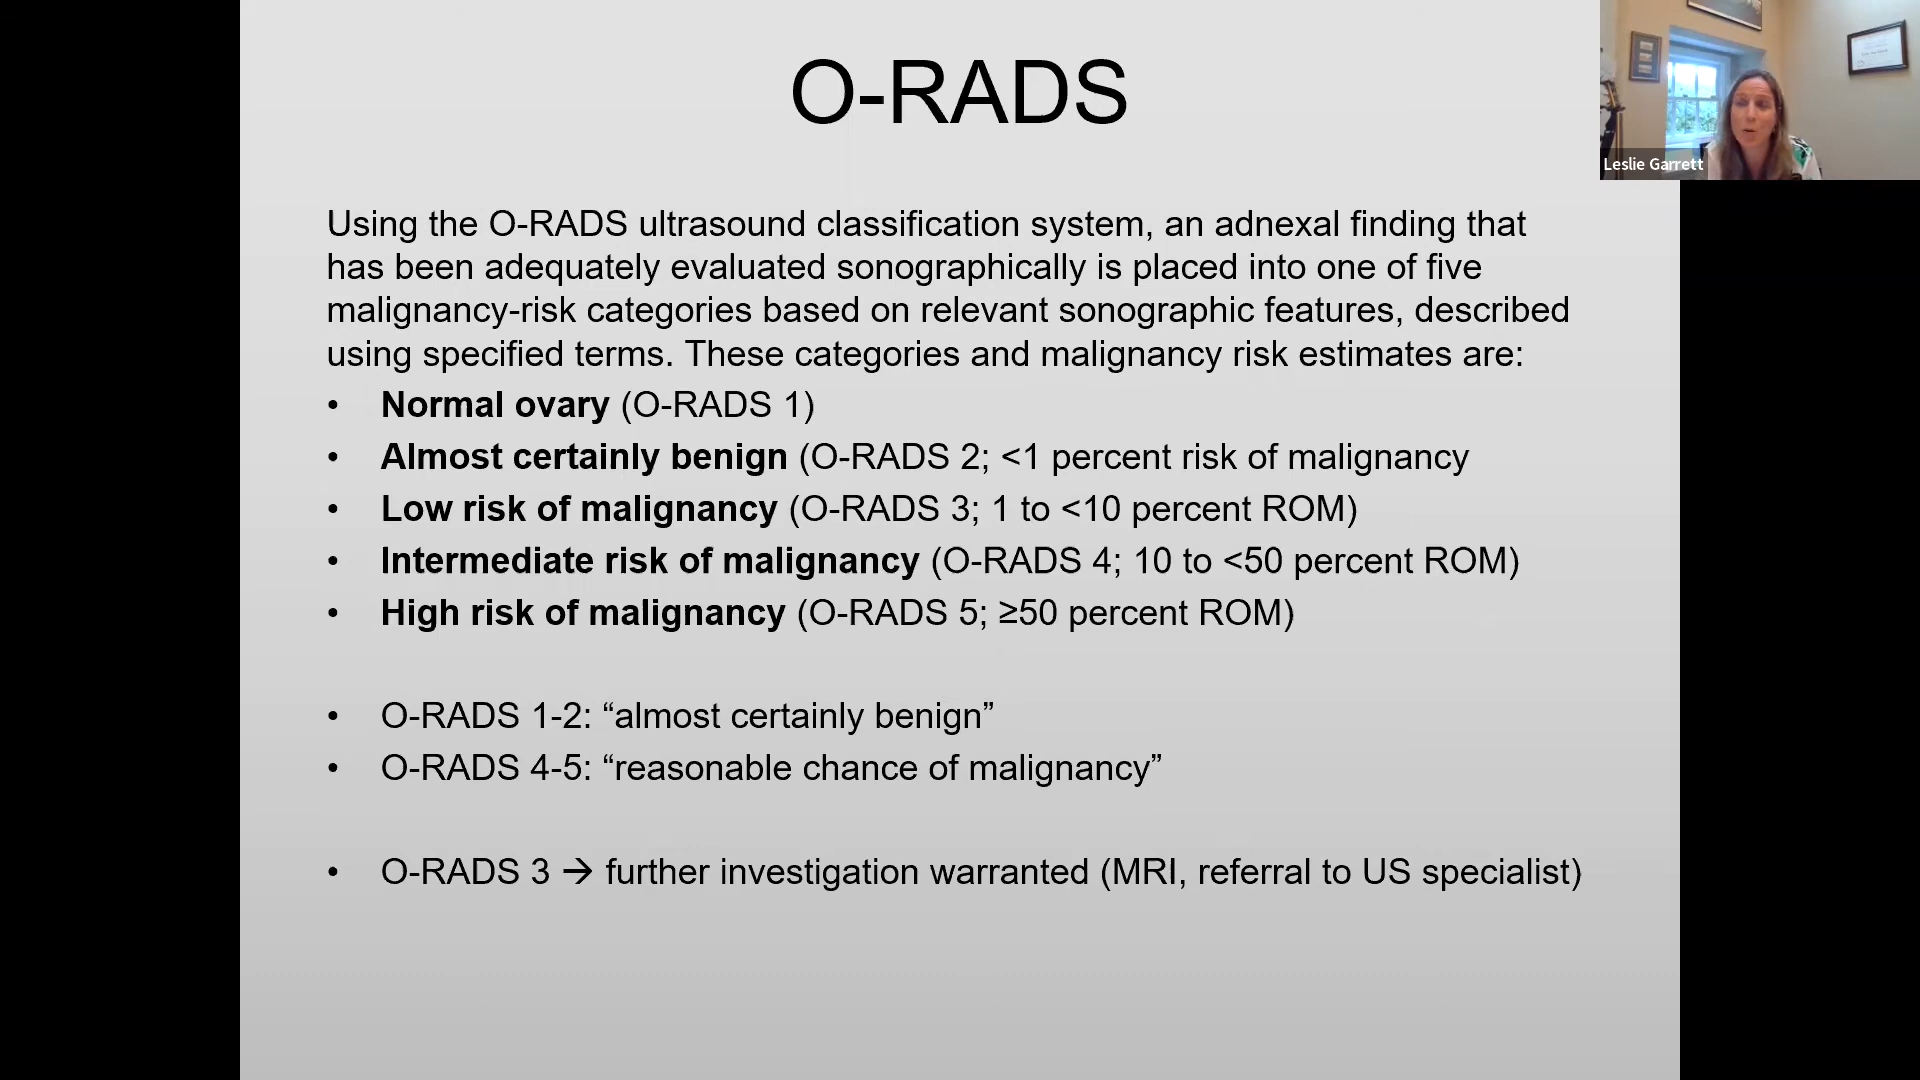 O-RADS
Leslie Garrett
Using the O-RADS ultrasound classification system, an adnexal finding that
has been adequately evaluated sonographically is placed into one of five
malignancy-risk categories based on relevant sonographic features, described
using specified terms. These categories and malignancy risk estimates are:
• Normal ovary (O-RADS 1)
• Almost certainly benign (O-RADS 2; <1 percent risk of malignancy
• Low risk of malignancy (O-RADS 3; 1 to <10 percent ROM)
• Intermediate risk of malignancy (O-RADS 4; 10 to <50 percent ROM)
• High risk of malignancy (O-RADS 5; ≥50 percent ROM)
• O-RADS 1-2: “almost certainly benign”
• O-RADS 4-5: “reasonable chance of malignancy”
• O-RADS 3 → further investigation warranted (MRI, referral to US specialist)